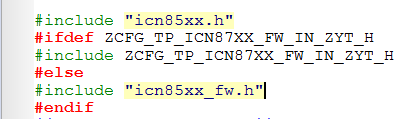 #include "icn85xx.h"
#ifdef ZCFG_TP_ICN87XX_FW_IN_ZYT_H
#include ZCFG_TP_ICN87XX_FW_IN_ZYT_H
#else
#include "icn85xx_fw.h"
#endif